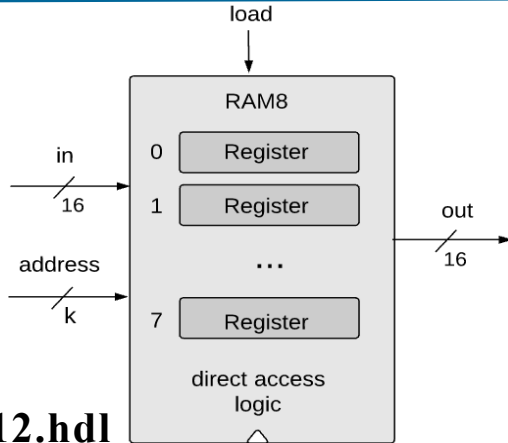 load
RAM8
0 Register
in
16
1 Register
out
16
address
...
k
7 Register
direct access
logic
12.hdl